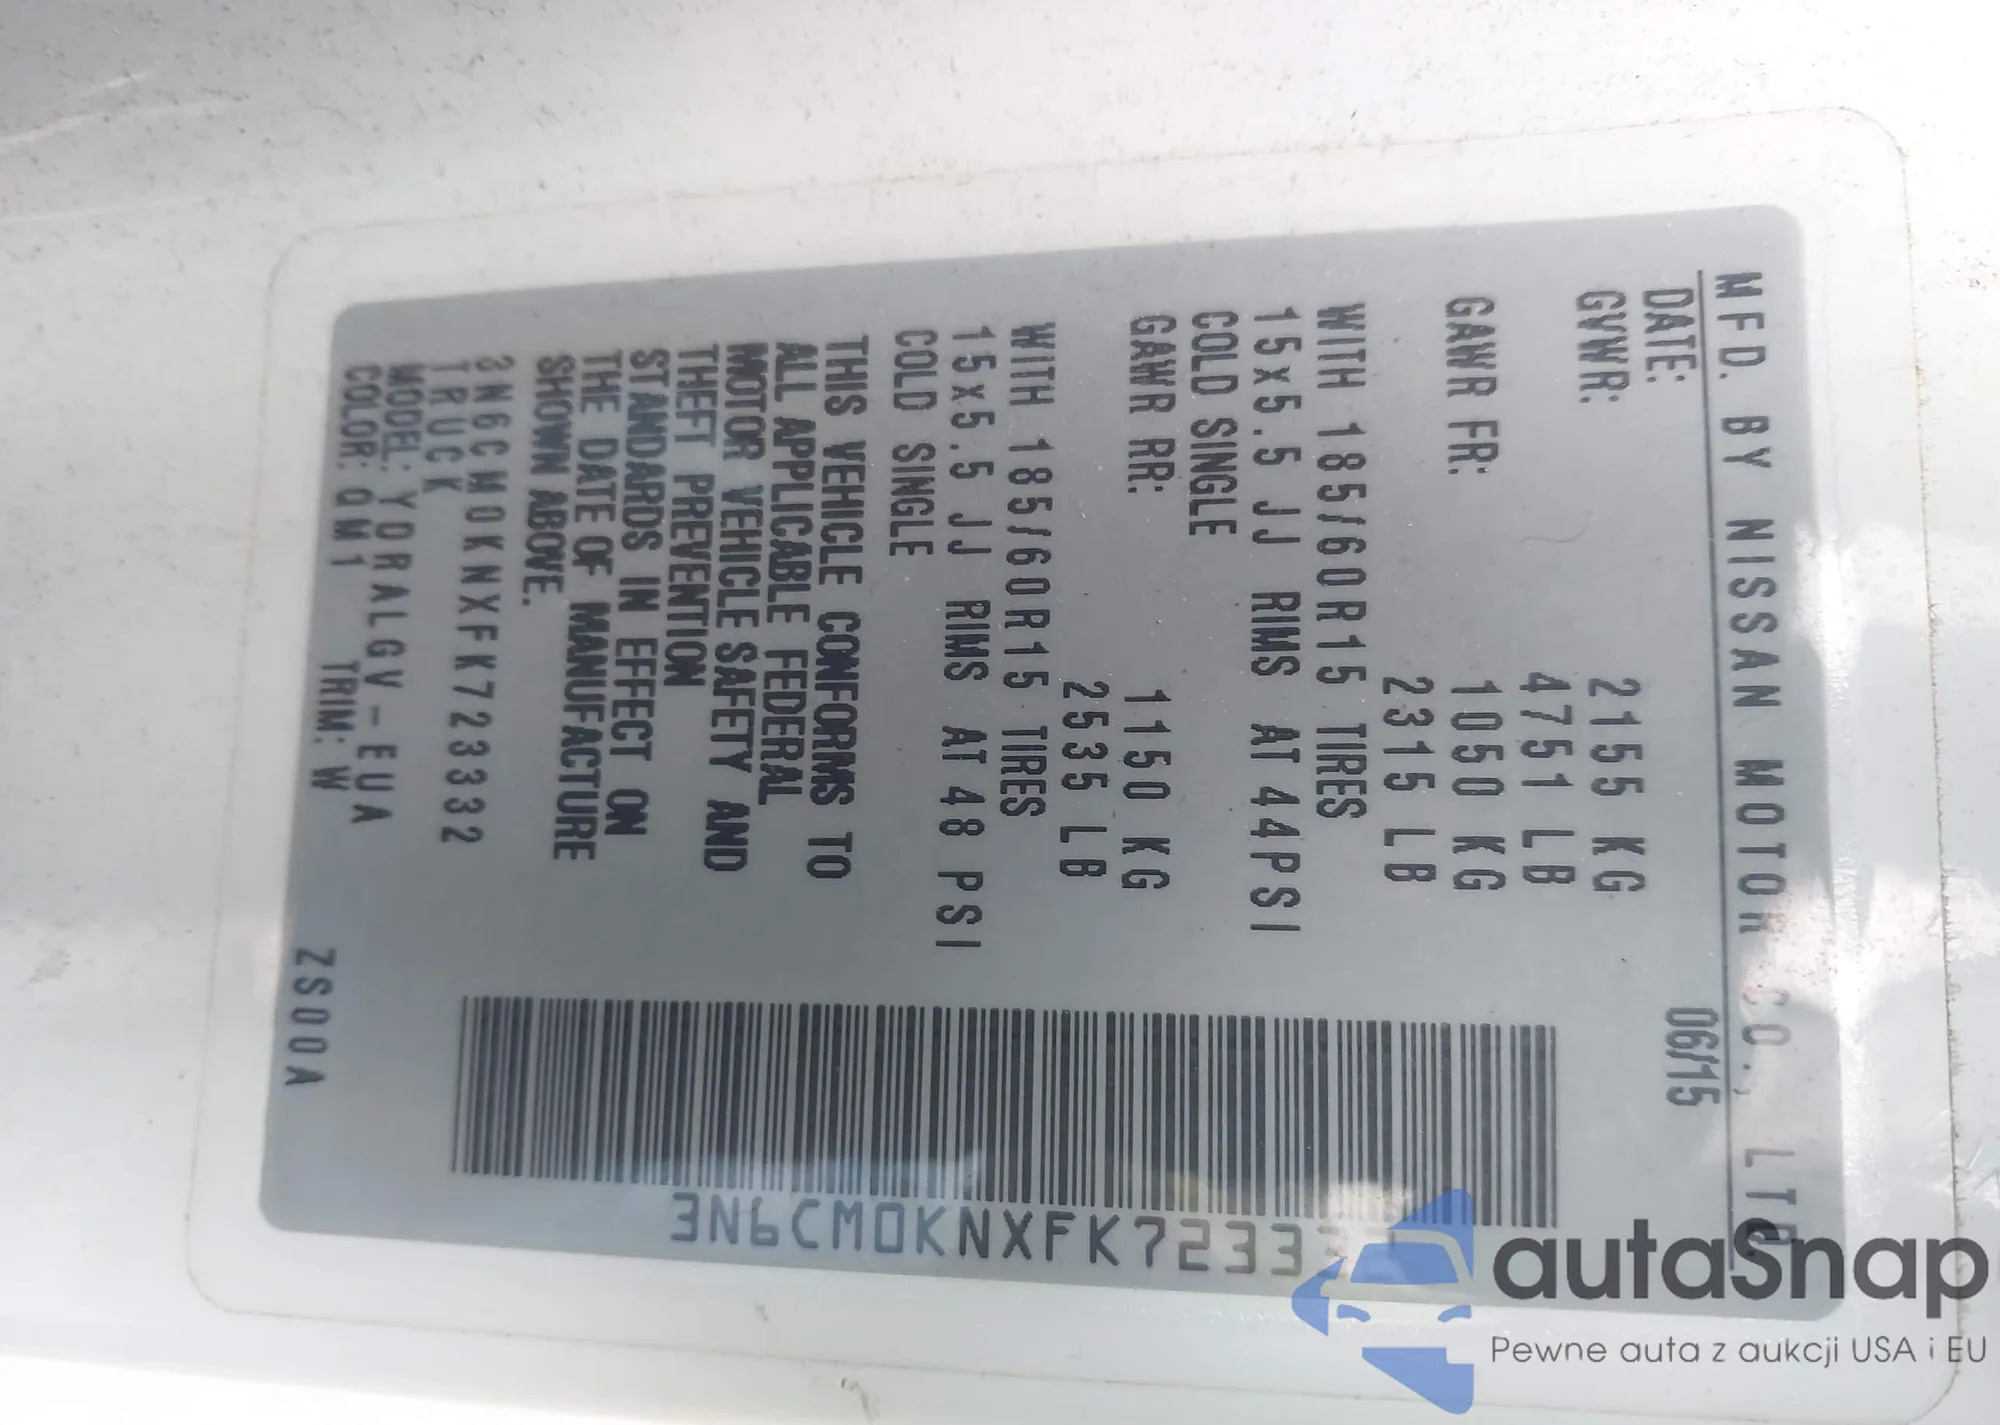 MFD. BY NISSAN MOTOR CO., LTD.
DATE: 06/15
GVWR: 2155 KG
4751 LB
GAWR FR: 1050 KG
2315 LB
WITH 185/60R15 TIRES
15x5.5 JJ RIMS AT 44PSI
COLD SINGLE
GAWR RR: 1150 KG
2535 LB
WITH 185/60R15 TIRES
15x5.5 JJ RIMS AT 48 PSI
COLD SINGLE
THIS VEHICLE CONFORMS TO
ALL APPLICABLE FEDERAL
MOTOR VEHICLE SAFETY AND
THEFT PREVENTION
STANDARDS IN EFFECT ON
THE DATE OF MANUFACTURE
SHOWN ABOVE.
3N6CM0KNXFK723332
TRUCK
MODEL: YDRALGV-EUA
COLOR: QM1 TRIM: W ZS00A
3N6CM0KNXFK723332
autaSnap
Pewne auta z aukcji USA i EU